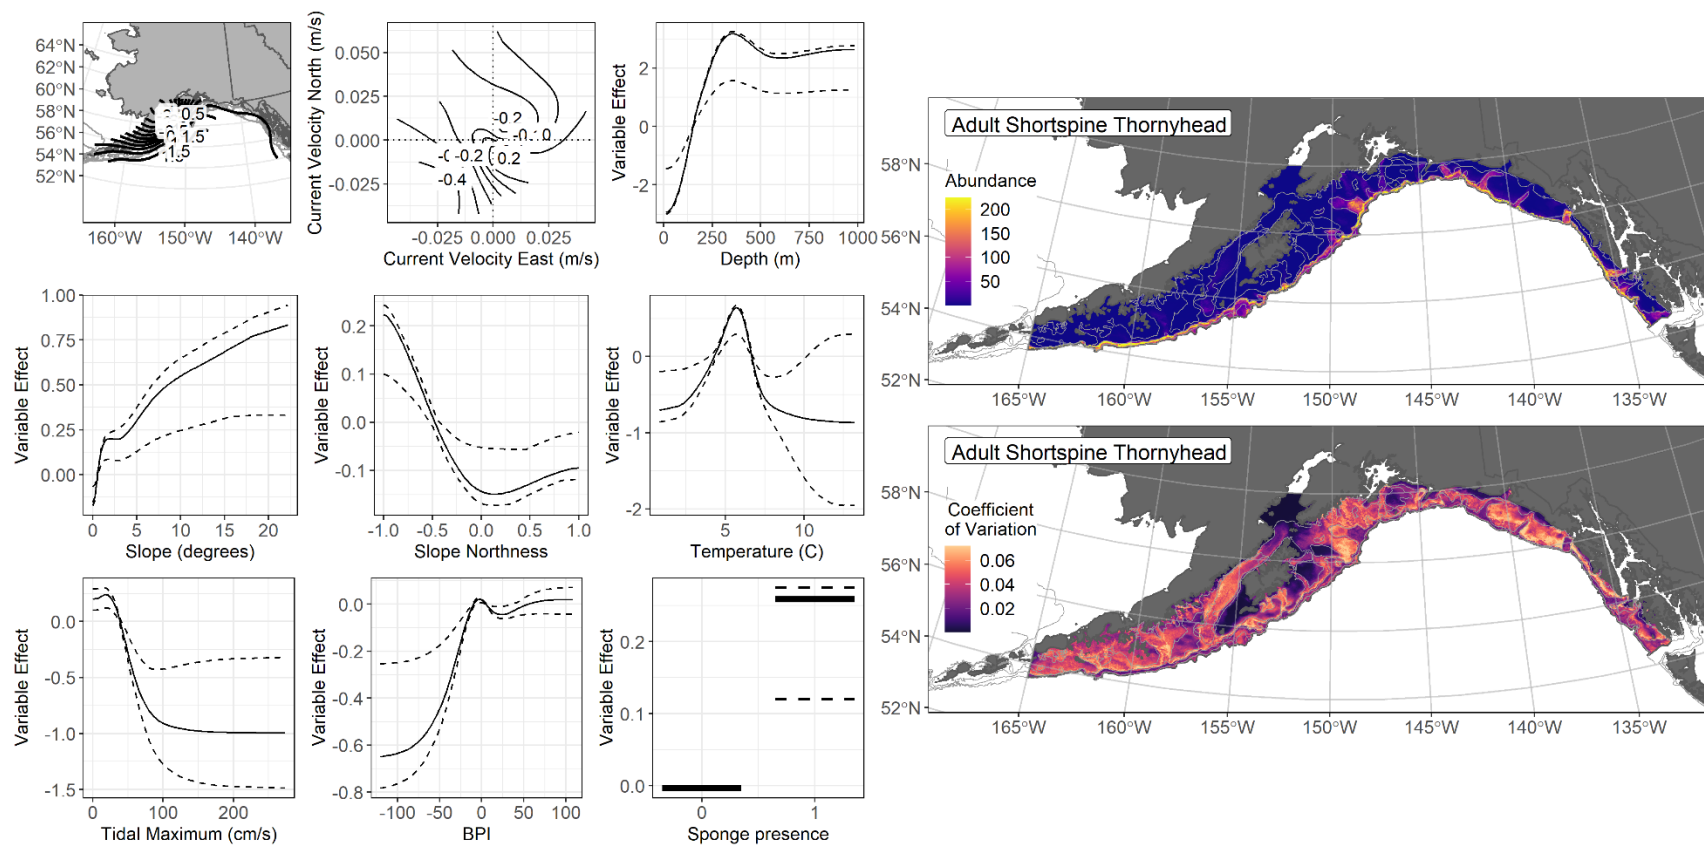 64°N
62°N
60°N
58°N
56°N
54°N
52°N
0.5
1.5
-1.5
160°W
150°W
140°W
Current Velocity North (m/s)
0.050
0.025
0.000
-0.025
0.2
-0.2
0.2
-0.4
-0.025
0.000
0.025
Current Velocity East (m/s)
Variable Effect
2
0
-2
0
250
500
750
1000
Depth (m)
Variable Effect
1.00
0.75
0.50
0.25
0.00
0
5
10
15
20
Slope (degrees)
Variable Effect
0.2
0.1
0.0
-0.1
-1.0
-0.5
0.0
0.5
1.0
Slope Northness
Variable Effect
0
-1
-2
5
10
Temperature (C)
Variable Effect
0.0
-0.5
-1.0
-1.5
0
100
200
Tidal Maximum (cm/s)
Variable Effect
0.0
-0.2
-0.4
-0.6
-0.8
-100
-50
0
50
100
BPI
Variable Effect
0.2
0.1
0.0
0
1
Sponge presence
Adult Shortspine Thornyhead
Abundance
200
150
100
50
58°N
56°N
54°N
52°N
165°W
160°W
155°W
150°W
145°W
140°W
135°W
Adult Shortspine Thornyhead
Coefficient
of Variation
0.06
0.04
0.02
58°N
56°N
54°N
52°N
165°W
160°W
155°W
150°W
145°W
140°W
135°W